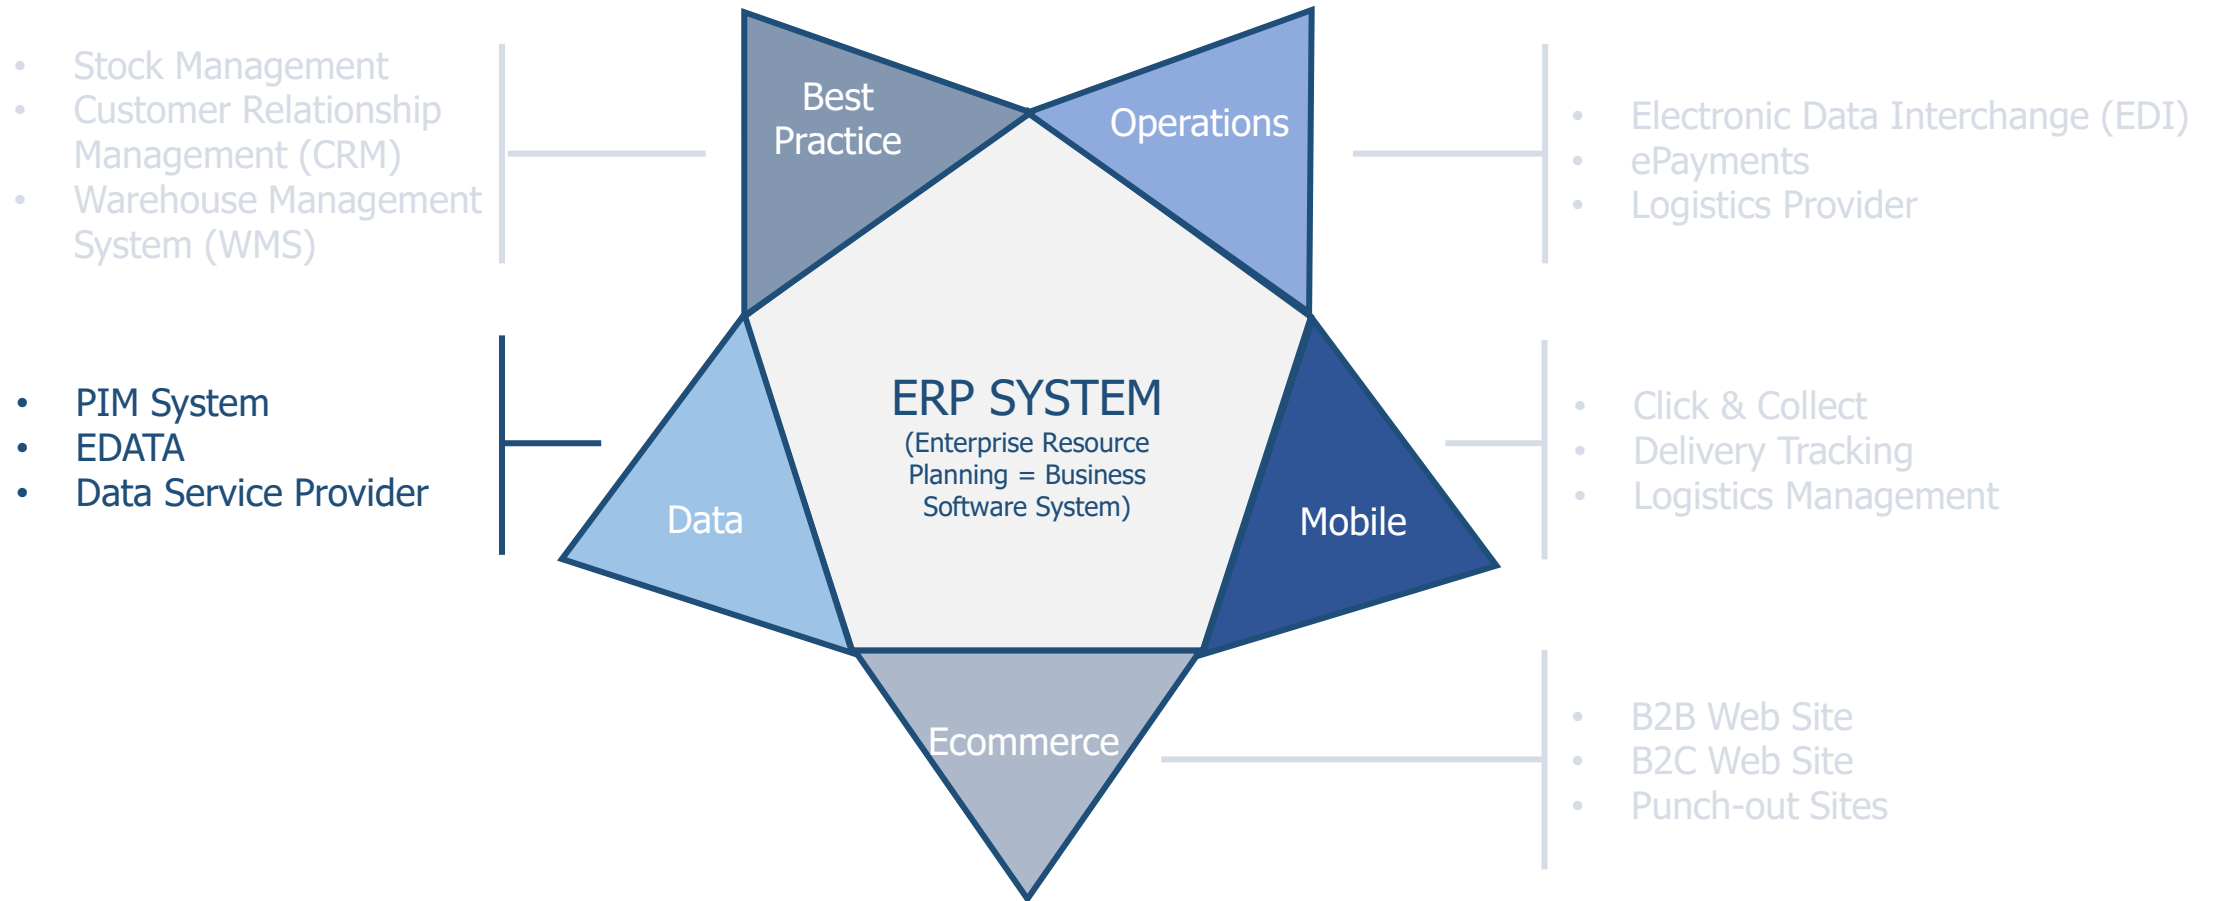 • Stock Management
• Customer Relationship
Management (CRM)
• Warehouse Management
System (WMS)
Best
Practice
Operations
• Electronic Data Interchange (EDI)
• ePayments
• Logistics Provider
• PIM System
• EDATA
• Data Service Provider
Data
ERP SYSTEM
(Enterprise Resource
Planning = Business
Software System)
Mobile
• Click & Collect
• Delivery Tracking
• Logistics Management
Ecommerce
• B2B Web Site
• B2C Web Site
• Punch-out Sites